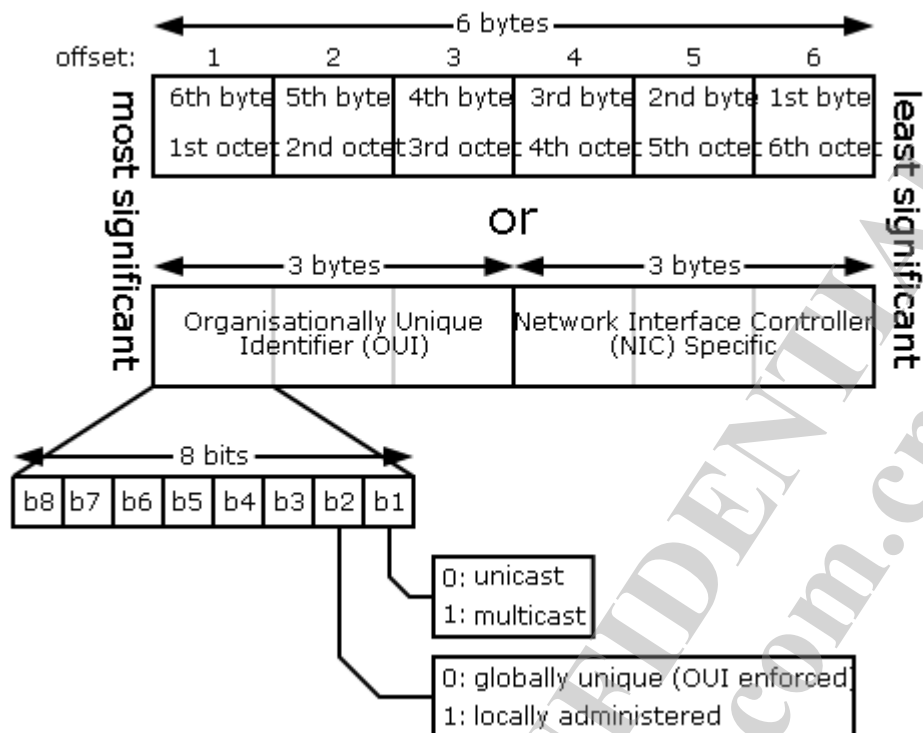 6 bytes
offset: 1 2 3 4 5 6
6th byte 5th byte 4th byte 3rd byte 2nd byte 1st byte
1st octet 2nd octet 3rd octet 4th octet 5th octet 6th octet
most significant
least significant
or
3 bytes 3 bytes
Organisationally Unique
Identifier (OUI)
Network Interface Controller
(NIC) Specific
8 bits
b8 b7 b6 b5 b4 b3 b2 b1
0: unicast
1: multicast
0: globally unique (OUI enforced)
1: locally administered